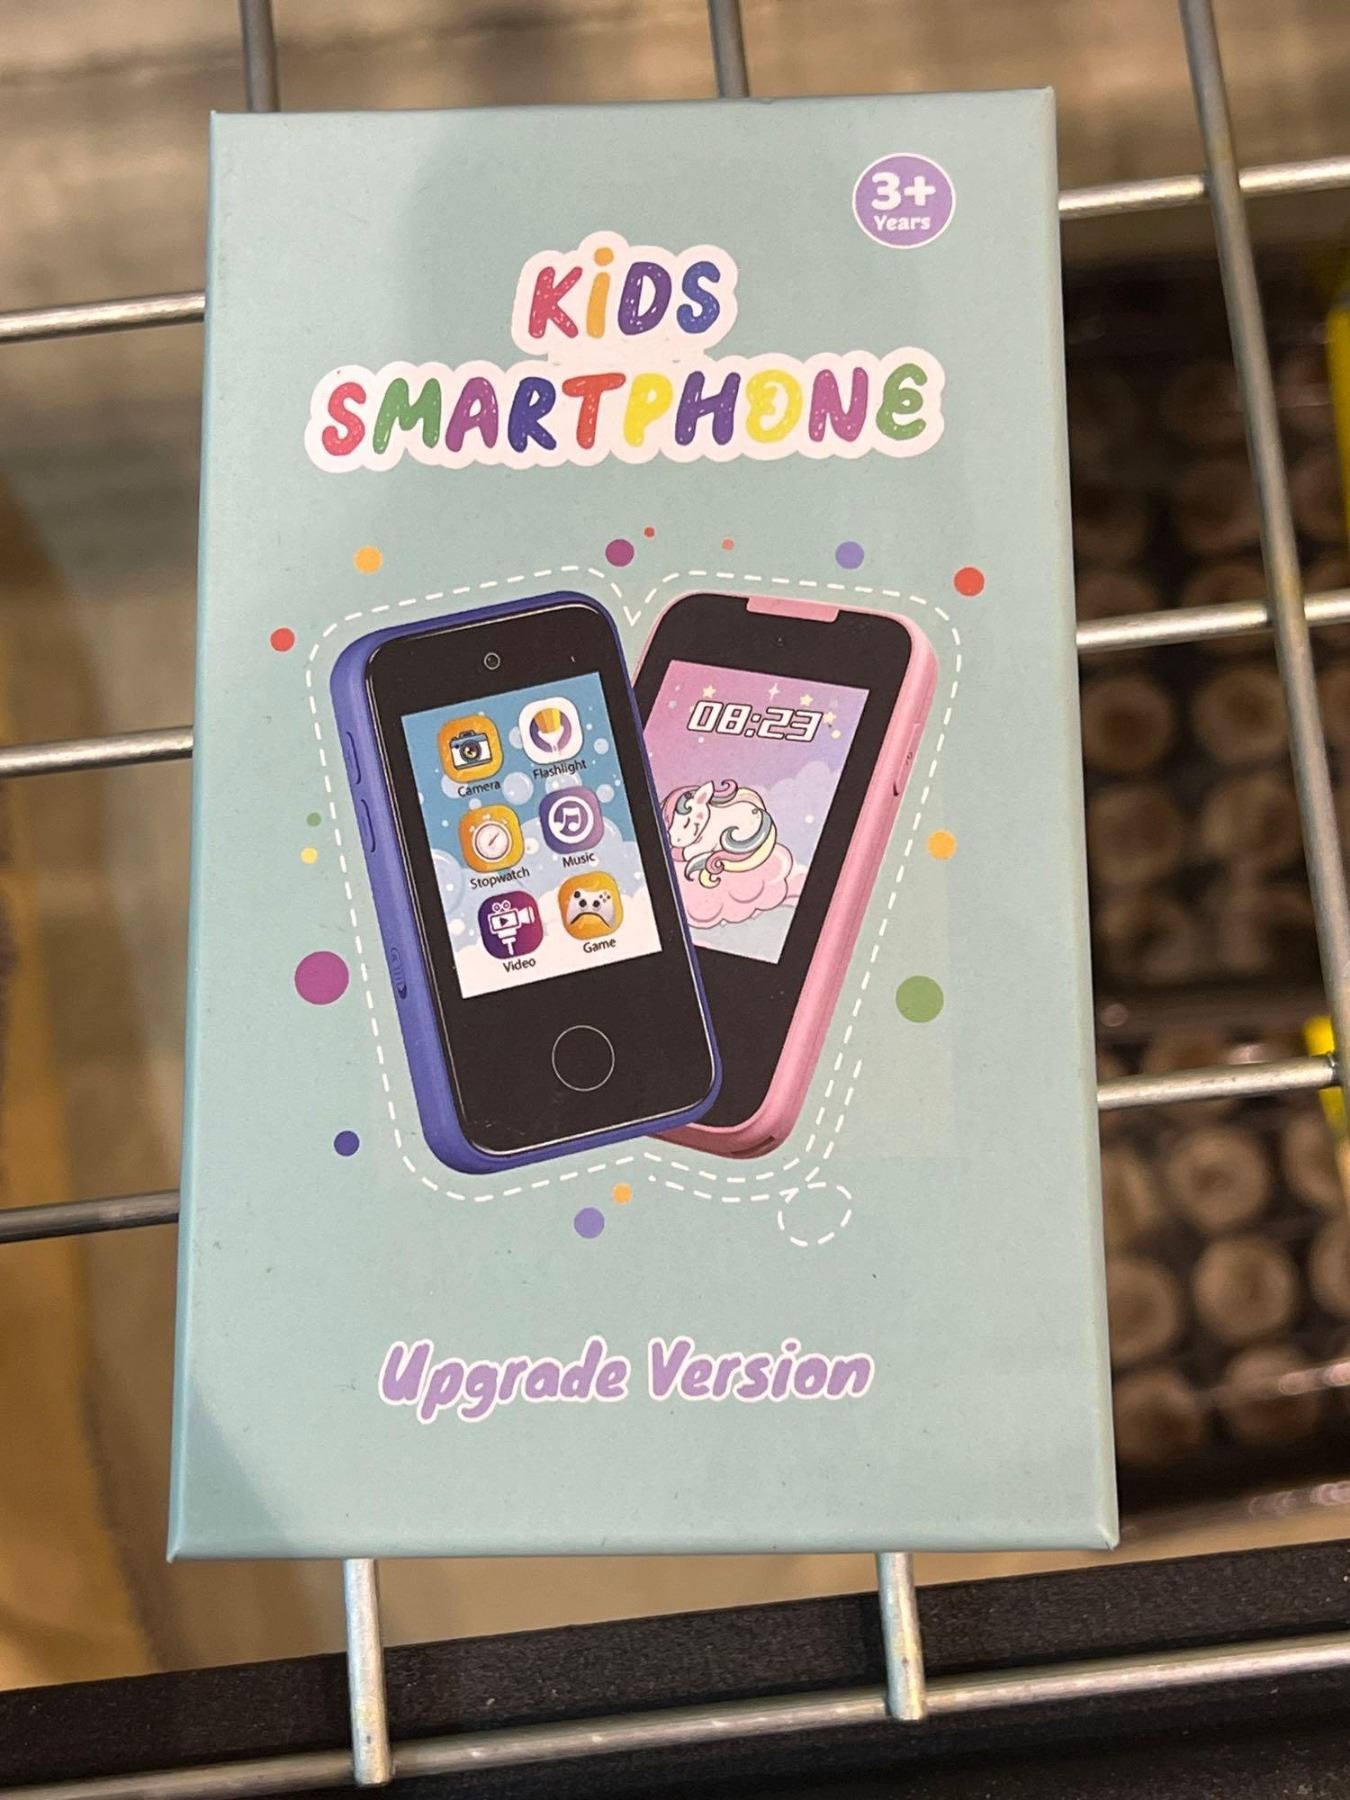 3+
Years
KiDS
SMARTPHONE
08:23
Camera
Flashlight
Stopwatch
Music
Video
Game
Upgrade Version